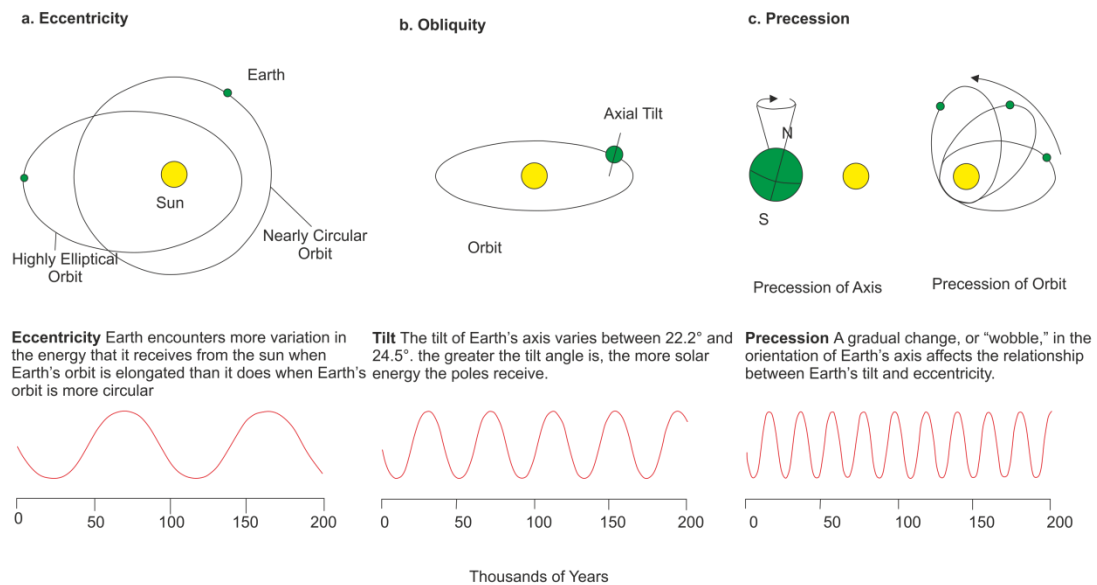 a. Eccentricity
Earth
Sun
Highly Elliptical
Orbit
Nearly Circular
Orbit
Eccentricity Earth encounters more variation in
the energy that it receives from the sun when
Earth's orbit is elongated than it does when Earth's
orbit is more circular
0 50 100 150 200
b. Obliquity
Axial Tilt
Orbit
Tilt The tilt of Earth's axis varies between 22.2° and
24.5°. the greater the tilt angle is, the more solar
energy the poles receive.
0 50 100 150 200
c. Precession
N
S
Precession of Axis
Precession of Orbit
Precession A gradual change, or “wobble,” in the
orientation of Earth's axis affects the relationship
between Earth's tilt and eccentricity.
0 50 100 150 200
Thousands of Years